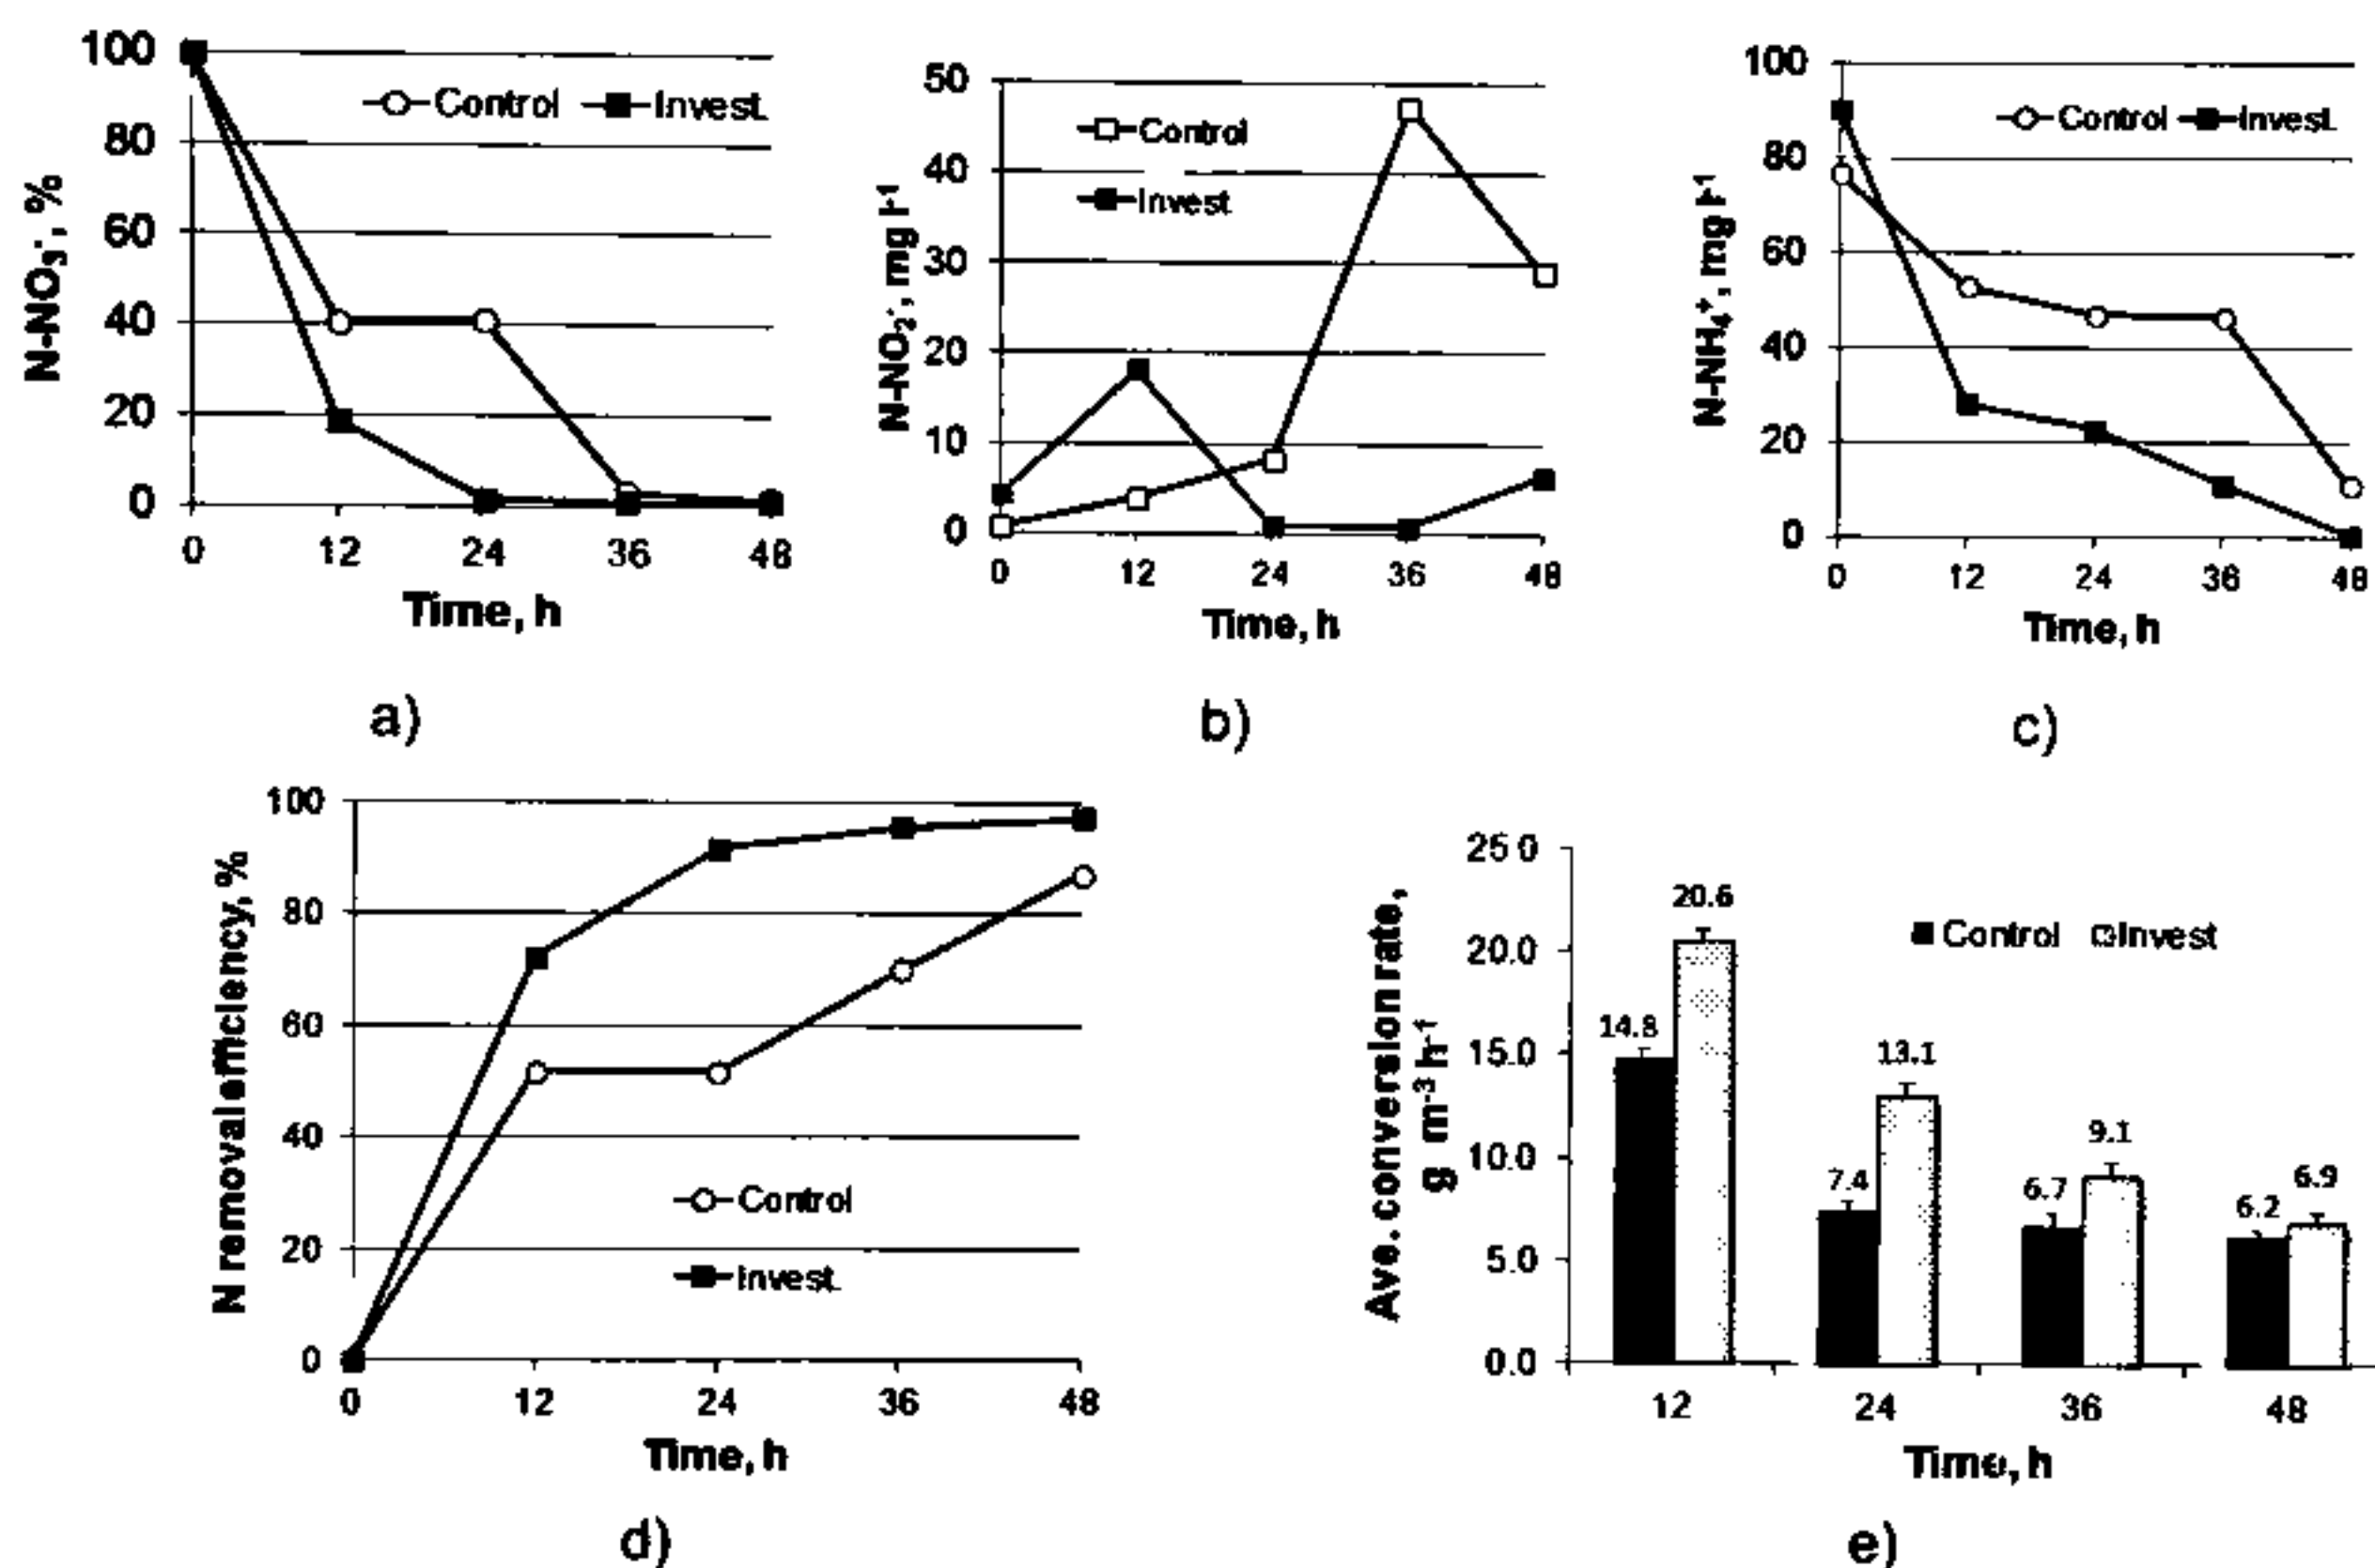 N-NO3-, %
100
80
60
40
20
0
Control Invest.
0 12 24 36 48
Time, h
a)
N-NO2-, mg l-1
50
40
30
20
10
0
Control
Invest.
0 12 24 36 48
Time, h
b)
N-NH4+, mg l-1
100
80
60
40
20
0
Control Invest.
0 12 24 36 48
Time, h
c)
N removal efficiency, %
100
80
60
40
20
0
Control
Invest.
0 12 24 36 48
Time, h
d)
Ave. conversion rate,
g m-3 h-1
25 0
20.0
15.0
10.0
5.0
0.0
Control Invest
14.8 20.6
7.4 13.1
6.7 9.1
6.2 6.9
12 24 36 48
Time, h
e)